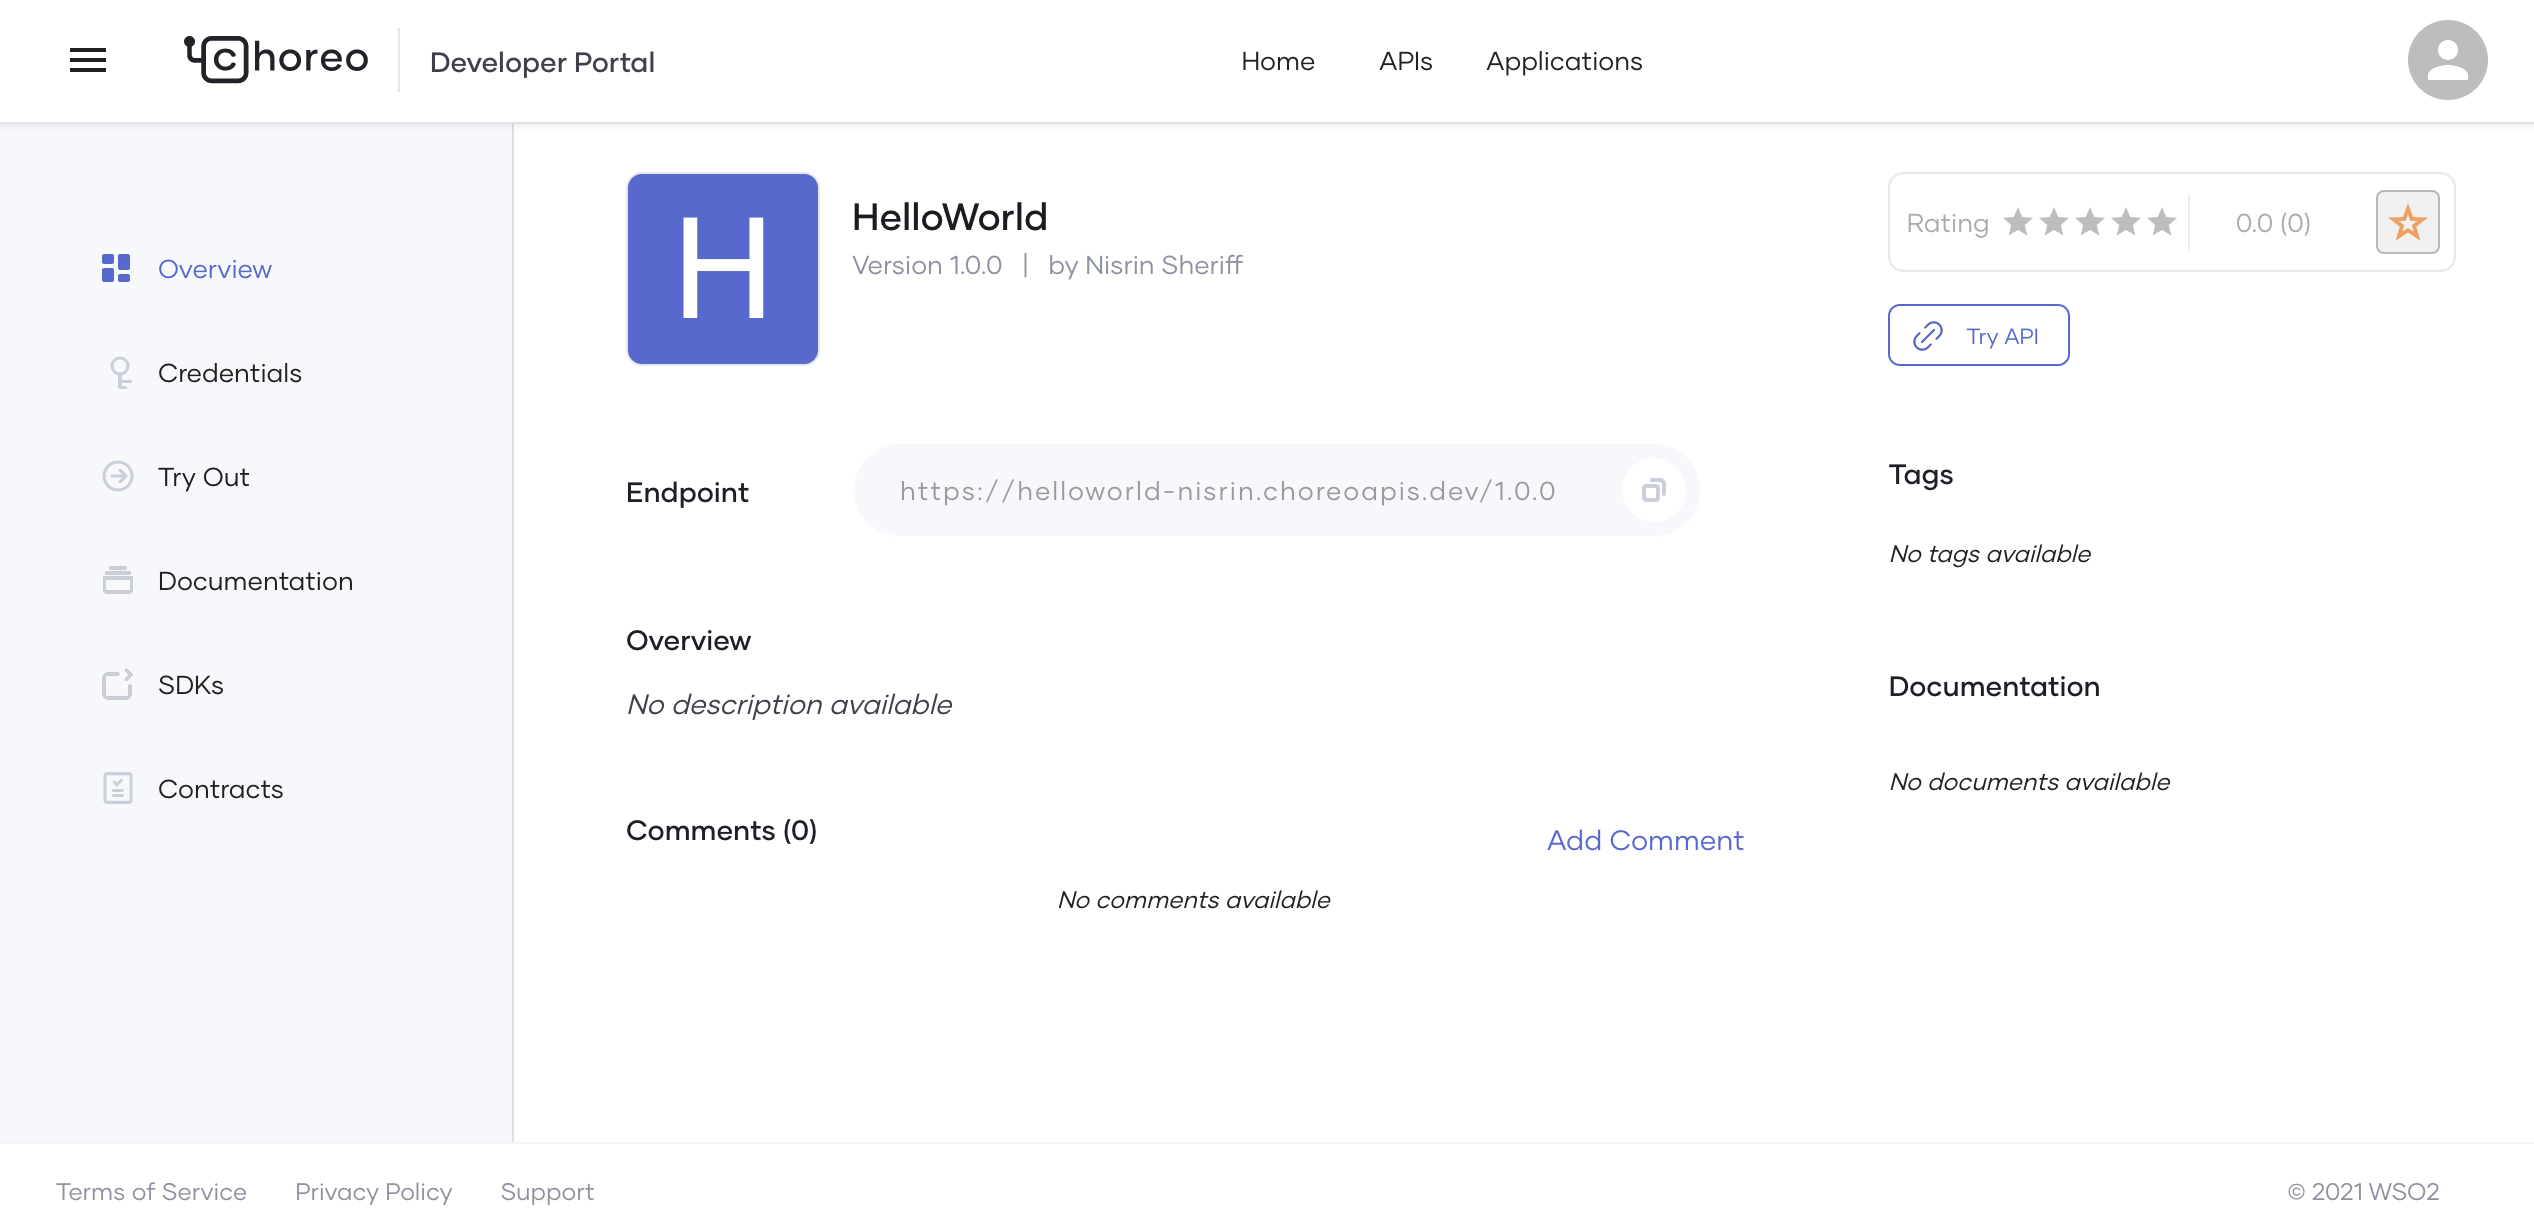 choreo
Developer Portal
Home
APIs
Applications
Overview
Credentials
Try Out
Documentation
SDKs
Contracts
H
HelloWorld
Version 1.0.0 | by Nisrin Sheriff
Rating
0.0 (0)
Try API
Endpoint
https://helloworld-nisrin.choreoapis.dev/1.0.0
Overview
No description available
Comments (0)
Add Comment
No comments available
Tags
No tags available
Documentation
No documents available
Terms of Service
Privacy Policy
Support
© 2021 WSO2